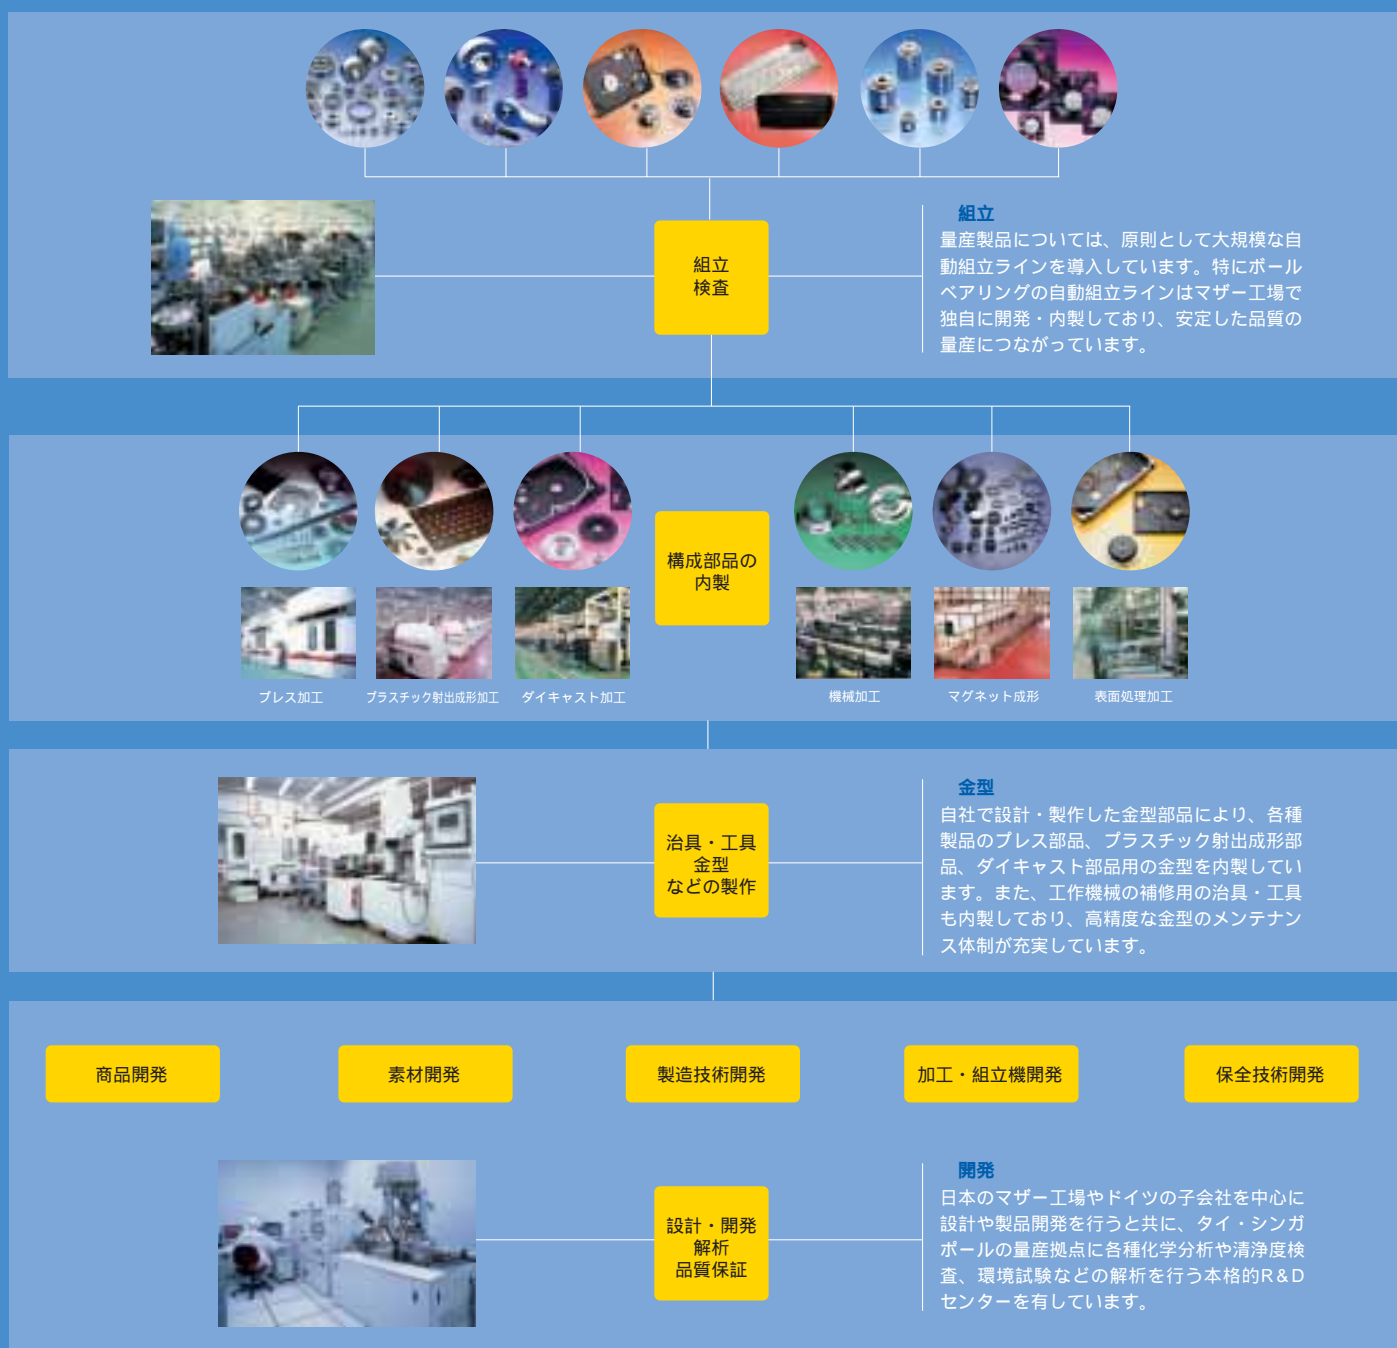 組立
検査
組立
量産製品については、原則として大規模な自
動組立ラインを導入しています。特にボール
ベアリングの自動組立ラインはマザー工場で
独自に開発・内製しており、安定した品質の
量産につながっています。
構成部品の
内製
プレス加工
プラスチック射出成形加工
ダイキャスト加工
機械加工
マグネット成形
表面処理加工
治具・工具
金型
などの製作
金型
自社で設計・製作した金型部品により、各種
製品のプレス部品、プラスチック射出成形部
品、ダイキャスト部品用の金型を内製してい
ます。また、工作機械の補修用の治具・工具
も内製しており、高精度な金型のメンテナン
ス体制が充実しています。
商品開発
素材開発
製造技術開発
加工・組立機開発
保全技術開発
設計・開発
解析
品質保証
開発
日本のマザー工場やドイツの子会社を中心に
設計や製品開発を行うと共に、タイ・シンガ
ポールの量産拠点に各種化学分析や清浄度検
査、環境試験などの解析を行う本格的R＆D
センターを有しています。